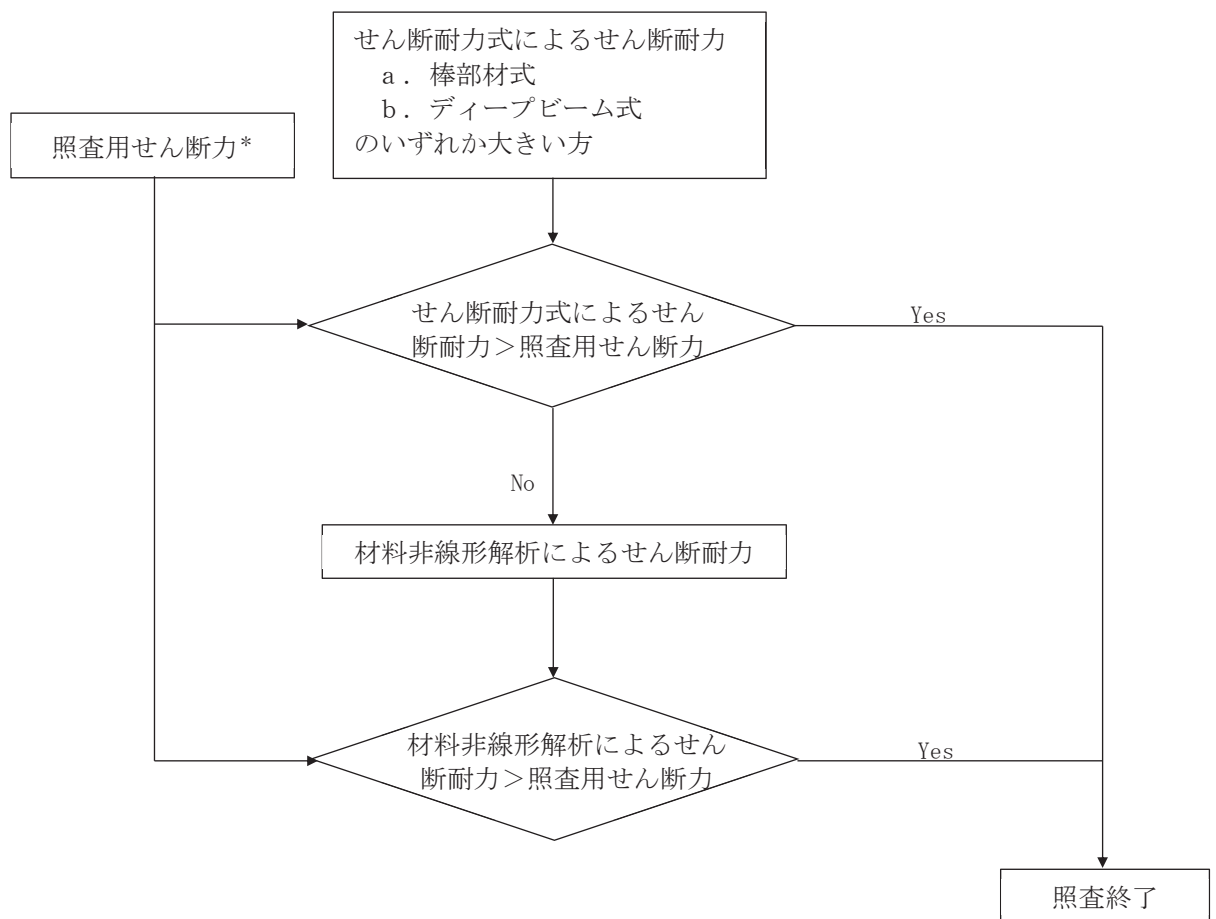 せん断耐力式によるせん断耐力
a．棒部材式
b．ディープビーム式
のいずれか大きい方
照査用せん断力*
せん断耐力式によるせん
断耐力＞照査用せん断力
Yes
No
材料非線形解析によるせん断耐力
材料非線形解析によるせん
断耐力＞照査用せん断力
Yes
照査終了